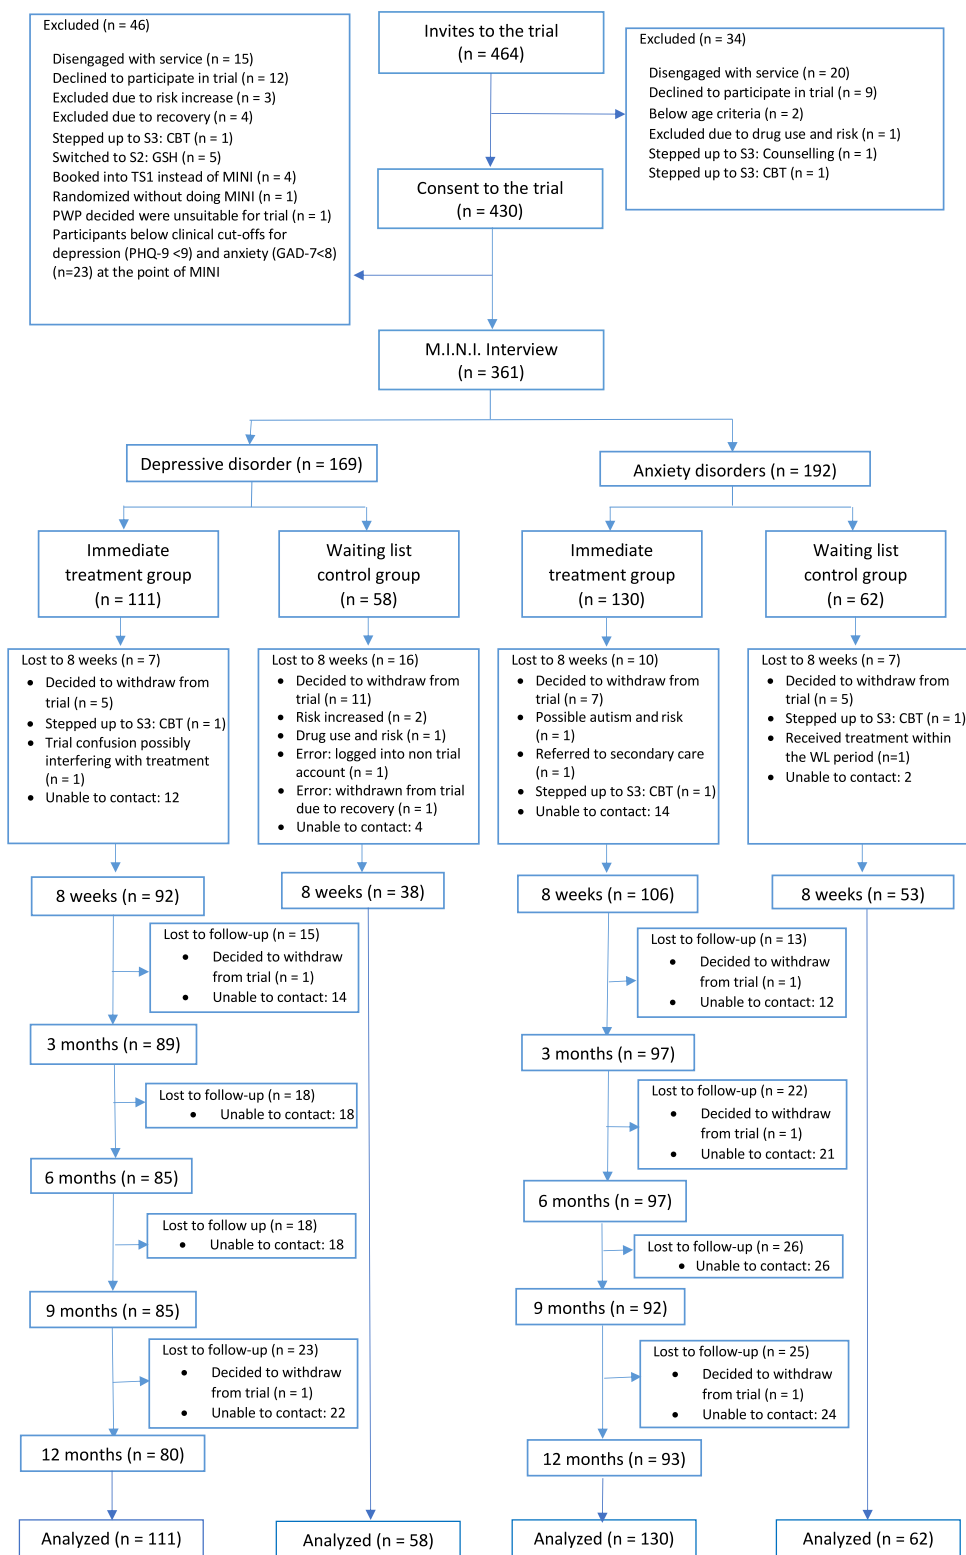 Invites to the trial
(n = 464)
Excluded (n = 46)
Disengaged with service (n = 15)
Declined to participate in trial (n = 12)
Excluded due to risk increase (n = 3)
Excluded due to recovery (n = 4)
Stepped up to S3: CBT (n = 1)
Switched to S2: GSH (n = 5)
Booked into TS1 instead of MINI (n = 4)
Randomized without doing MINI (n = 1)
PWP decided were unsuitable for trial (n = 1)
Participants below clinical cut-offs for
depression (PHQ-9 <9) and anxiety (GAD-7<8)
(n=23) at the point of MINI
Excluded (n = 34)
Disengaged with service (n = 20)
Declined to participate in trial (n = 9)
Below age criteria (n = 2)
Excluded due to drug use and risk (n = 1)
Stepped up to S3: Counselling (n = 1)
Stepped up to S3: CBT (n = 1)
Consent to the trial
(n = 430)
M.I.N.I. Interview
(n = 361)
Depressive disorder (n = 169)
Anxiety disorders (n = 192)
Immediate
treatment group
(n = 111)
Waiting list
control group
(n = 58)
Immediate
treatment group
(n = 130)
Waiting list
control group
(n = 62)
Lost to 8 weeks (n = 7)
• Decided to withdraw from
trial (n = 5)
• Stepped up to S3: CBT (n = 1)
• Trial confusion possibly
interfering with treatment
(n = 1)
• Unable to contact: 12
Lost to 8 weeks (n = 16)
• Decided to withdraw from
trial (n = 11)
• Risk increased (n = 2)
• Drug use and risk (n = 1)
• Error: logged into non trial
account (n = 1)
• Error: withdrawn from trial
due to recovery (n = 1)
• Unable to contact: 4
Lost to 8 weeks (n = 10)
• Decided to withdraw from
trial (n = 7)
• Possible autism and risk
(n = 1)
• Referred to secondary care
(n = 1)
• Stepped up to S3: CBT (n = 1)
• Unable to contact: 14
Lost to 8 weeks (n = 7)
• Decided to withdraw from
trial (n = 5)
• Stepped up to S3: CBT (n = 1)
• Received treatment within
the WL period (n=1)
• Unable to contact: 2
8 weeks (n = 92)
8 weeks (n = 38)
8 weeks (n = 106)
8 weeks (n = 53)
Lost to follow-up (n = 15)
• Decided to withdraw
from trial (n = 1)
• Unable to contact: 14
Lost to follow-up (n = 13)
• Decided to withdraw
from trial (n = 1)
• Unable to contact: 12
3 months (n = 89)
3 months (n = 97)
Lost to follow-up (n = 18)
• Unable to contact: 18
Lost to follow-up (n = 22)
• Decided to withdraw
from trial (n = 1)
• Unable to contact: 21
6 months (n = 85)
6 months (n = 97)
Lost to follow up (n = 18)
• Unable to contact: 18
Lost to follow-up (n = 26)
• Unable to contact: 26
9 months (n = 85)
9 months (n = 92)
Lost to follow-up (n = 23)
• Decided to withdraw
from trial (n = 1)
• Unable to contact: 22
Lost to follow-up (n = 25)
• Decided to withdraw
from trial (n = 1)
• Unable to contact: 24
12 months (n = 80)
12 months (n = 93)
Analyzed (n = 111)
Analyzed (n = 58)
Analyzed (n = 130)
Analyzed (n = 62)